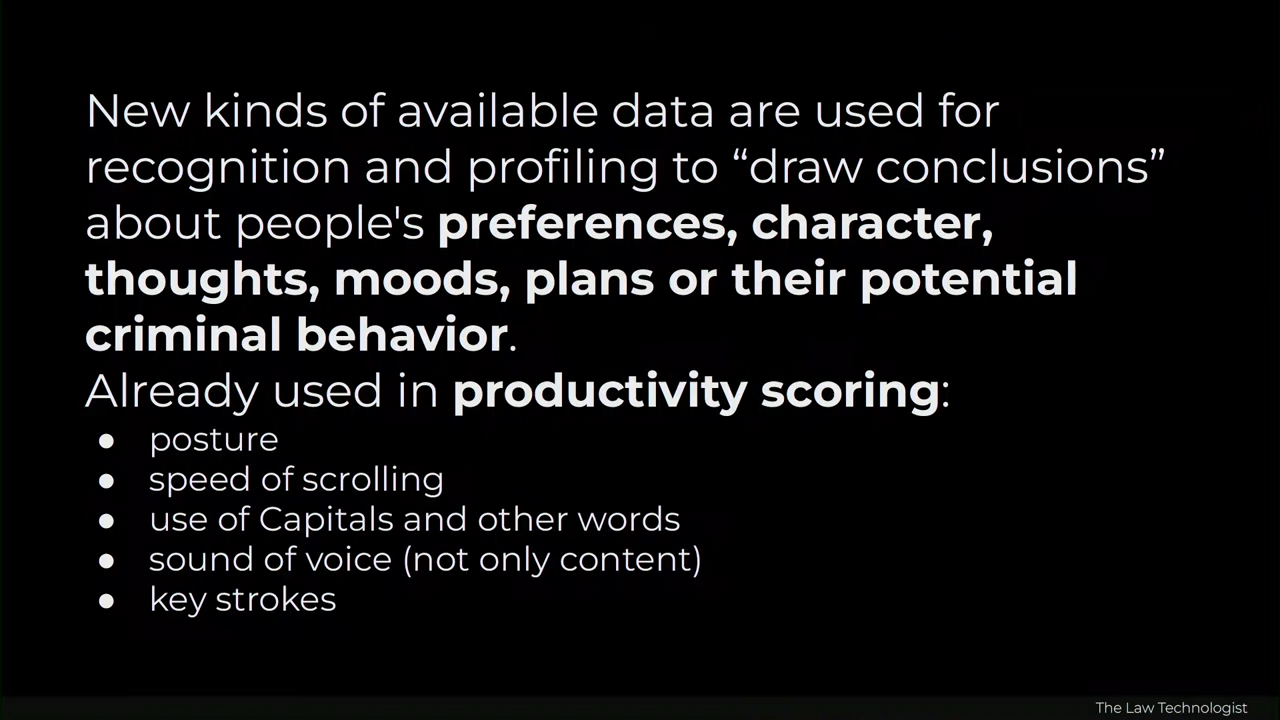 New kinds of available data are used for
recognition and profiling to “draw conclusions”
about people's preferences, character,
thoughts, moods, plans or their potential
criminal behavior.
Already used in productivity scoring:
● posture
● speed of scrolling
● use of Capitals and other words
● sound of voice (not only content)
● key strokes
The Law Technologist